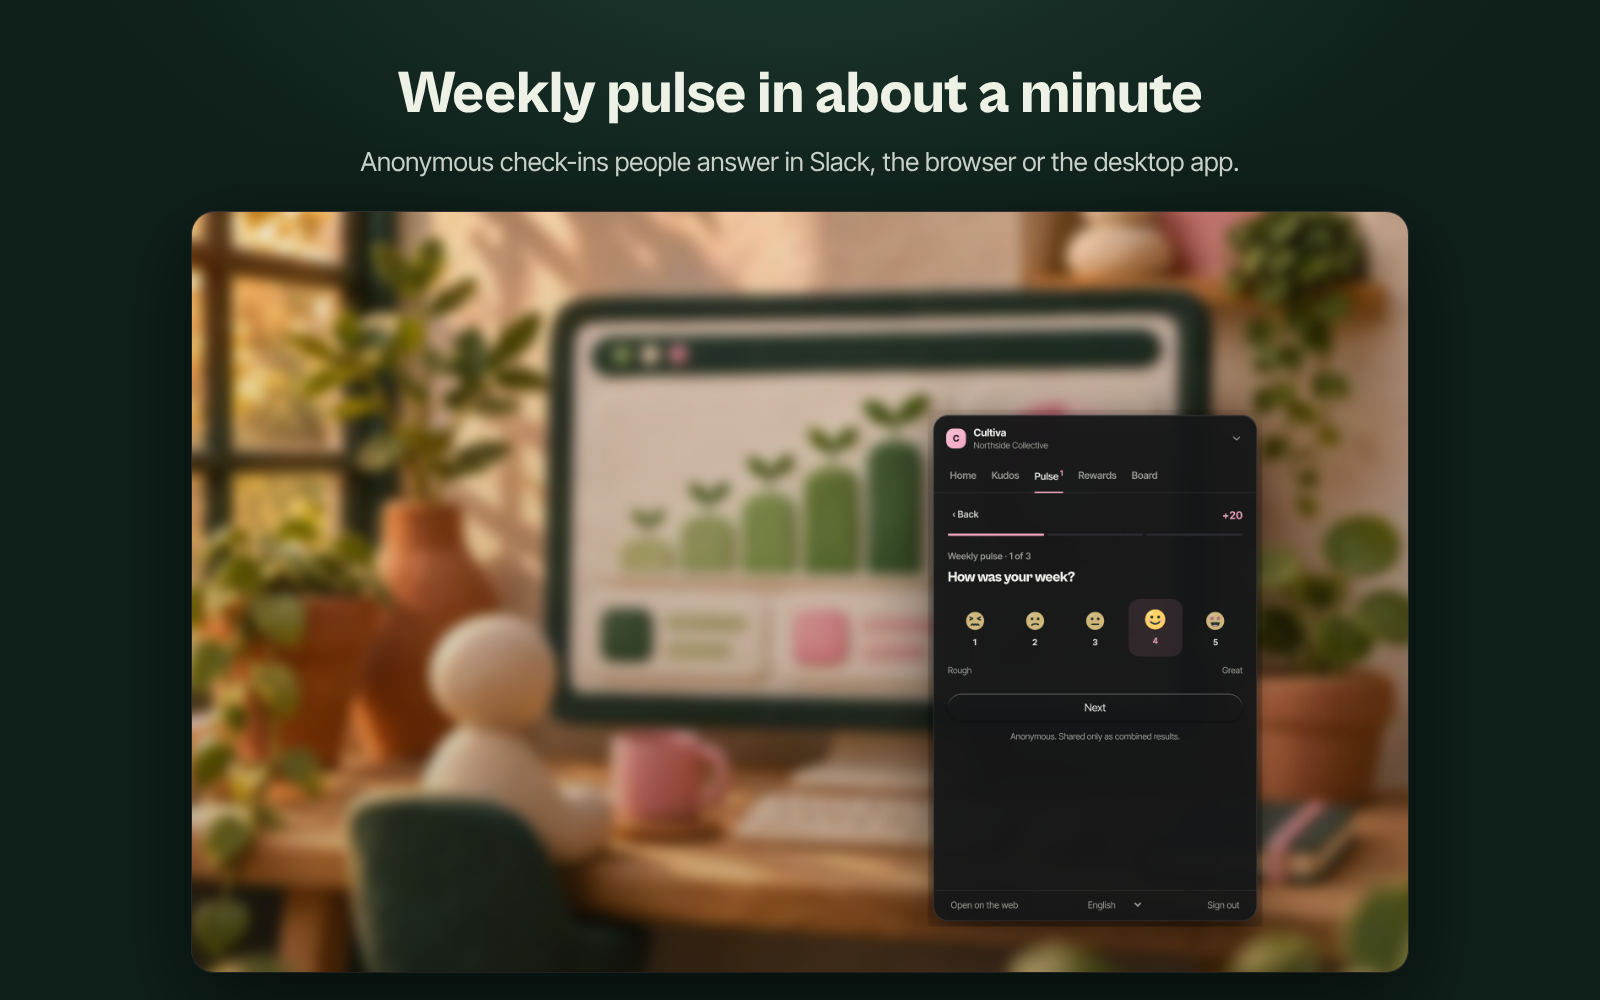 Weekly pulse in about a minute
Anonymous check-ins people answer in Slack, the browser or the desktop app.
C
Cultiva
Northside Collective
Home Kudos Pulse 1 Rewards Board
‹ Back +20
Weekly pulse · 1 of 3
How was your week?
1 2 3 4 5
Rough Great
Next
Anonymous. Shared only as combined results.
Open on the web English Sign out